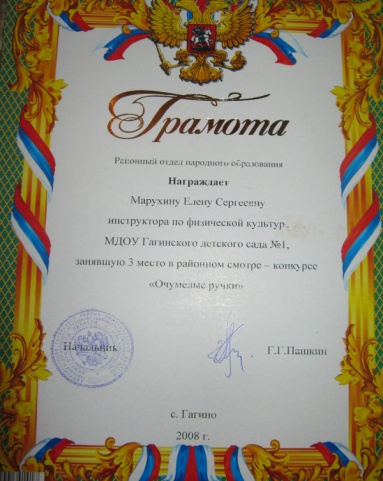 Грамота
Районный отдел народного образования
Награждает
Марухину Елену Сергеевну
инструктора по физической культур
МДОУ Гагинского детского сада №1,
занявшую 3 место в районном смотре – конкурсе
«Очумелые ручки»
Начальник Г.Г.Пашкин
с. Гагино
2008 г.